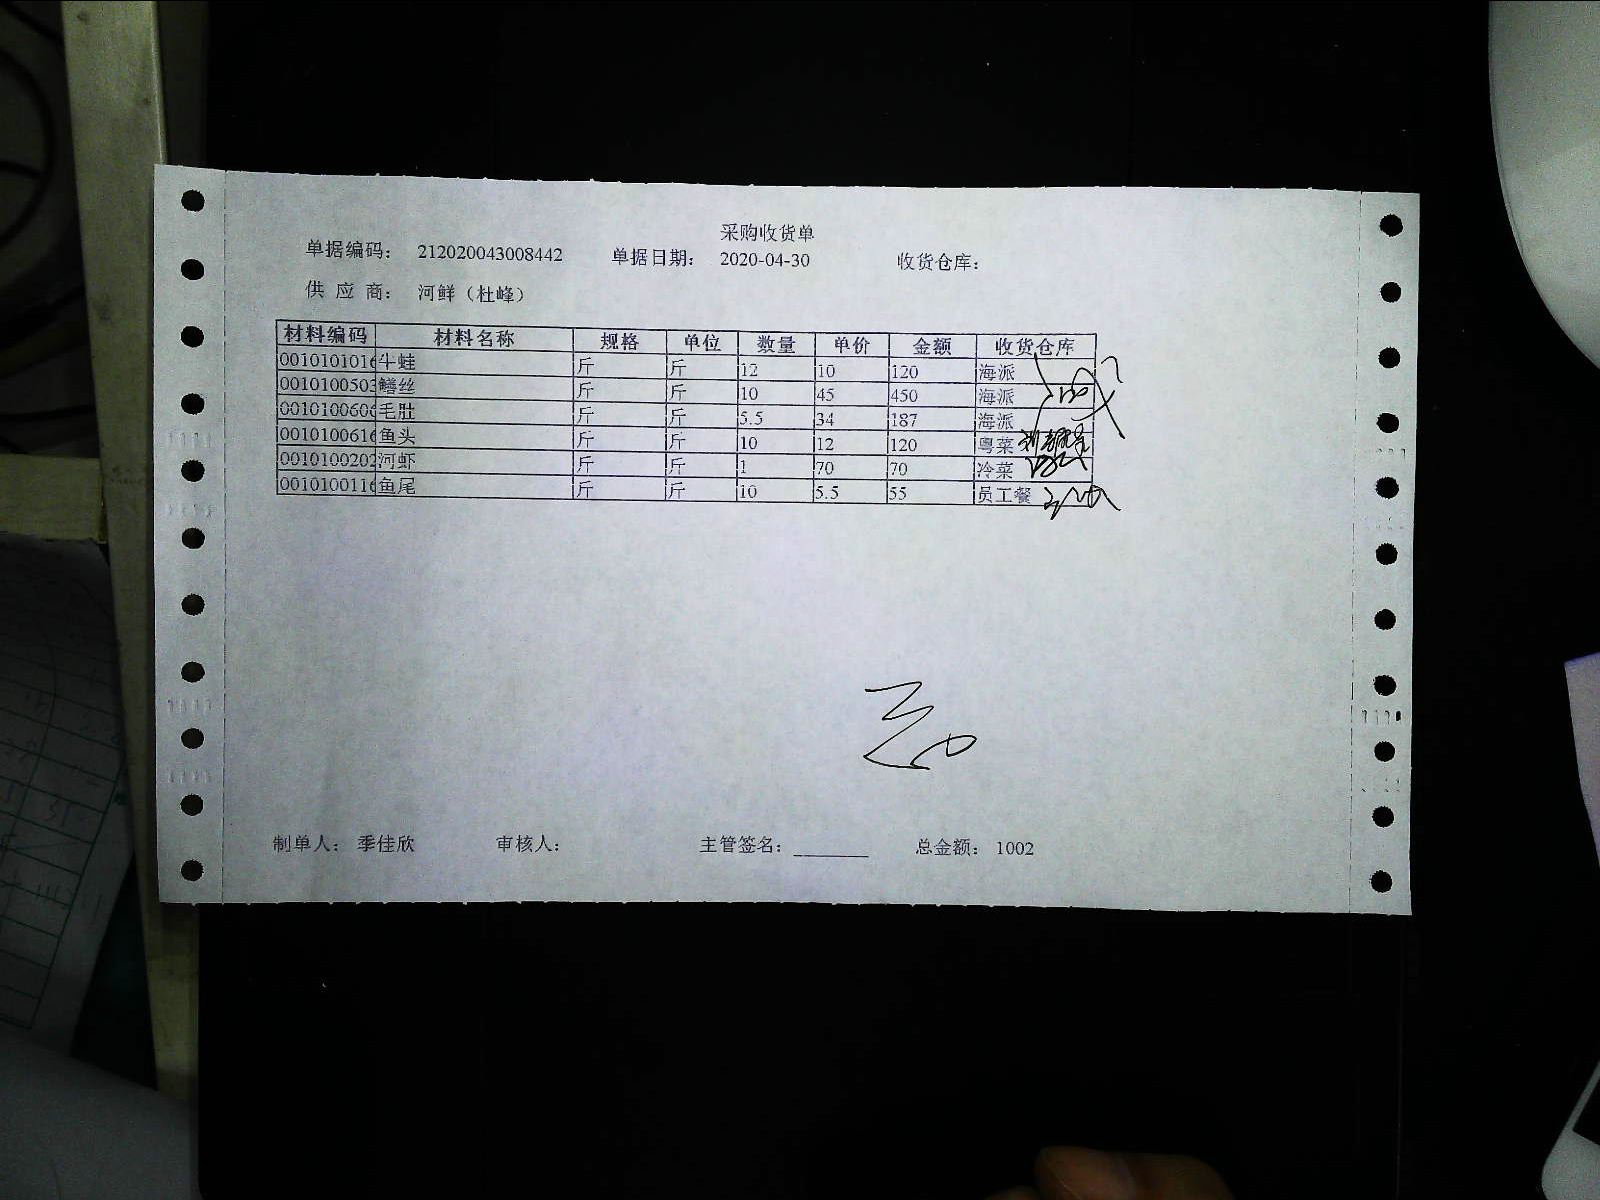 采购收货单
单据编码： 212020043008442 单据日期： 2020-04-30 收货仓库：
供 应 商： 河鲜（杜峰）
材料编码 材料名称 规格 单位 数量 单价 金额 收货仓库
001010101 牛蛙 斤 斤 12 10 120 海派
001010050 鳝丝 斤 斤 10 45 450 海派
001010060 毛肚 斤 斤 5.5 34 187 海派
001010061 鱼头 斤 斤 10 12 120 粤菜
001010020 河虾 斤 斤 1 70 70 冷菜
001010011 鱼尾 斤 斤 10 5.5 55 员工餐
制单人： 季佳欣 审核人： 主管签名： 总金额： 1002